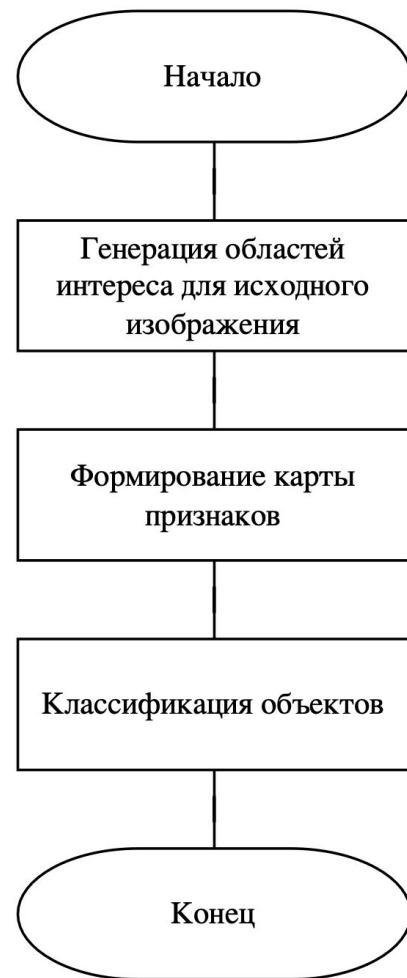 Начало
Генерация областей
интереса для исходного
изображения
Формирование карты
признаков
Классификация объектов
Конец